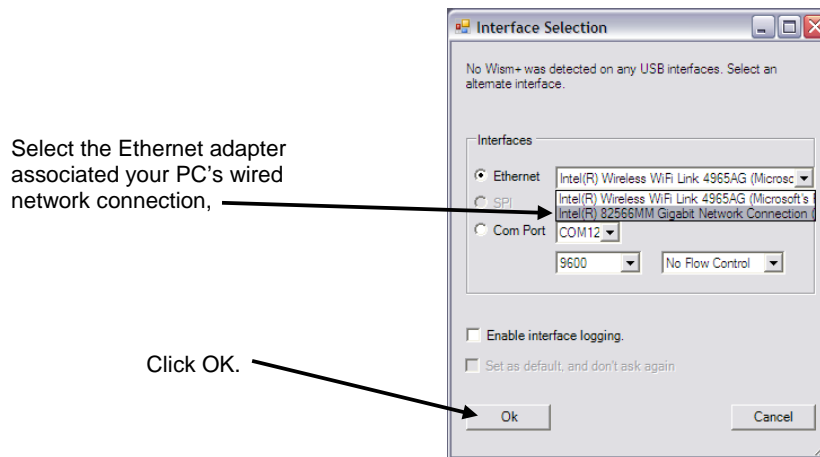 Interface Selection
No Wism+ was detected on any USB interfaces. Select an
alternate interface.
Select the Ethernet adapter
associated your PC's wired
network connection,
Interfaces
Ethernet
Intel(R) Wireless WiFi Link 4965AG (Microsc
SPI
Intel(R) Wireless WiFi Link 4965AG (Microsoft's
Intel(R) 82566MM Gigabit Network Connection (
Com Port
COM12
9600
No Flow Control
Enable interface logging.
Click OK.
Set as default, and don't ask again
Ok
Cancel